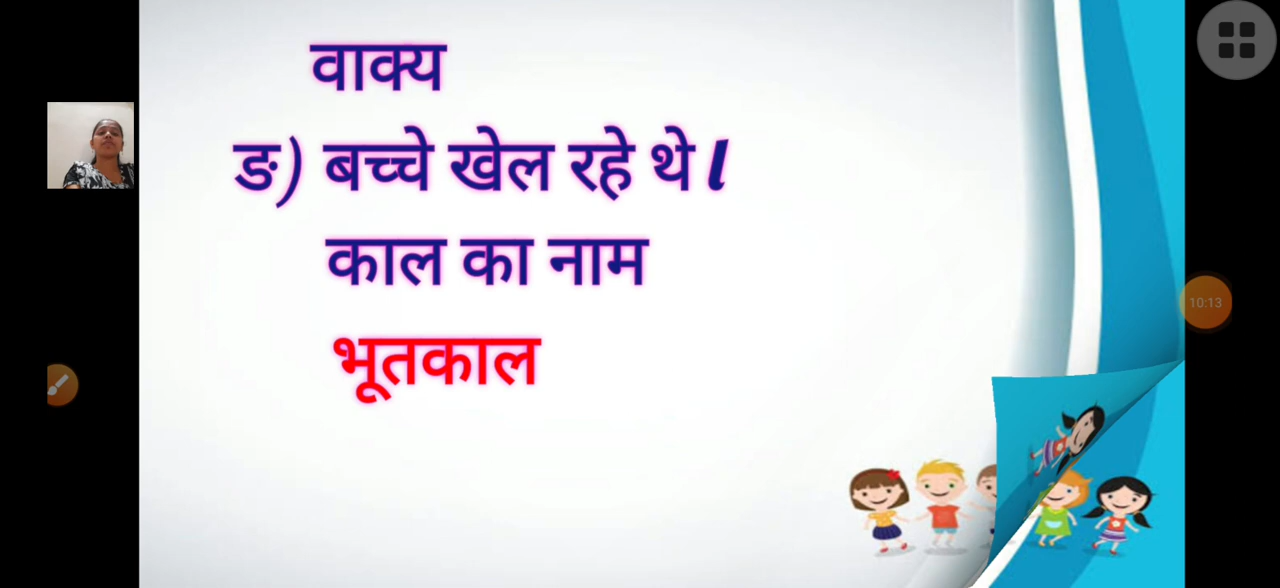 वाक्य
ङ) बच्चे खेल रहे थे l
काल का नाम
भूतकाल
10:13